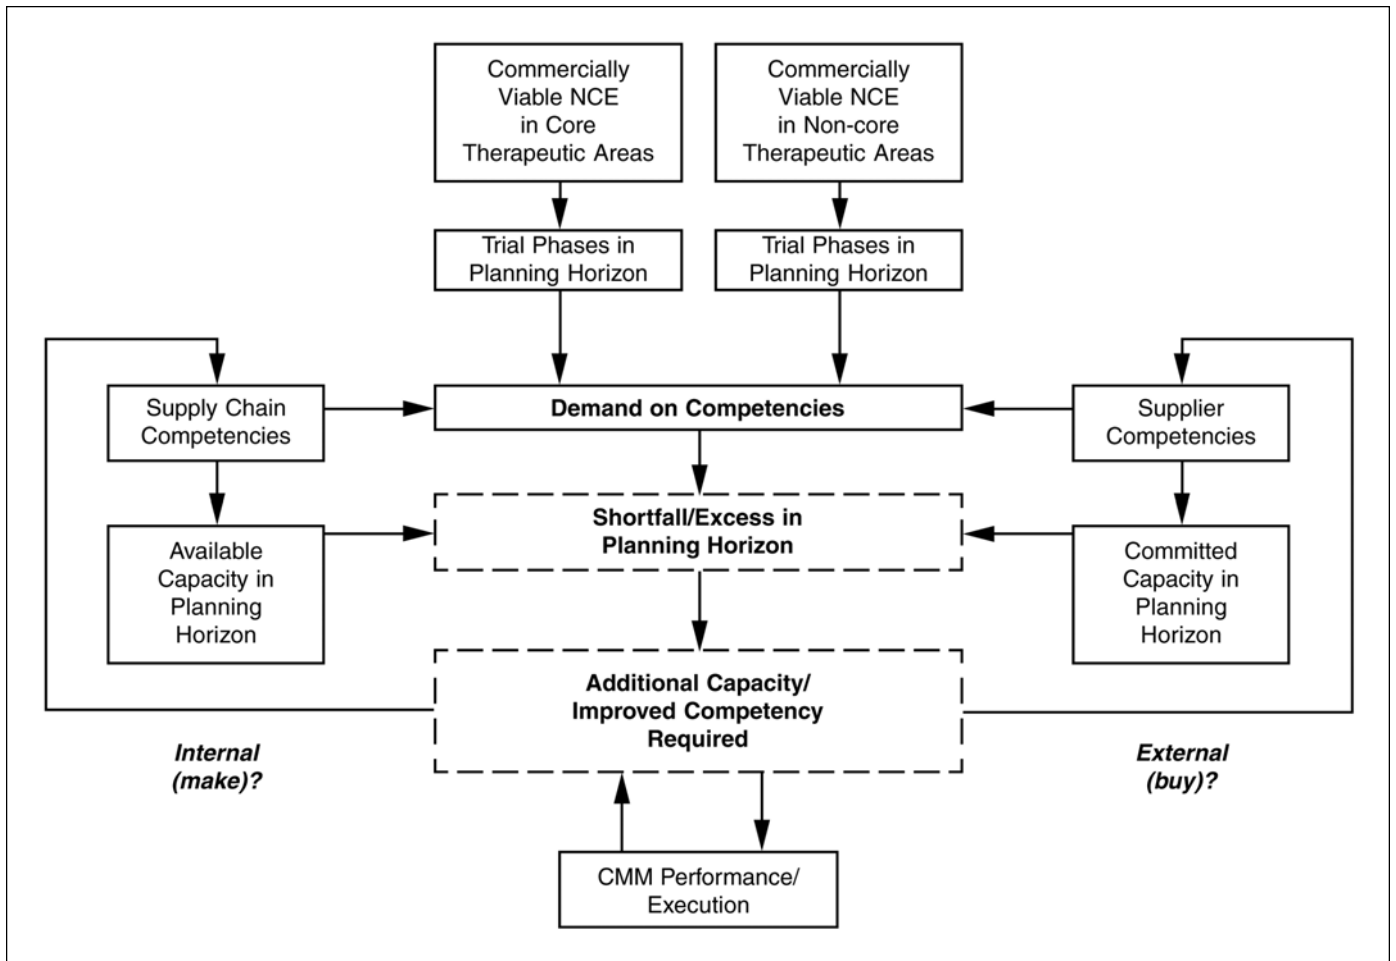 Commercially
Viable NCE
in Core
Therapeutic Areas
Commercially
Viable NCE
in Non-core
Therapeutic Areas
Trial Phases in
Planning Horizon
Trial Phases in
Planning Horizon
Supply Chain
Competencies
Demand on Competencies
Supplier
Competencies
Available
Capacity in
Planning
Horizon
Shortfall/Excess in
Planning Horizon
Committed
Capacity in
Planning
Horizon
Additional Capacity/
Improved Competency
Required
Internal
(make)?
External
(buy)?
CMM Performance/
Execution